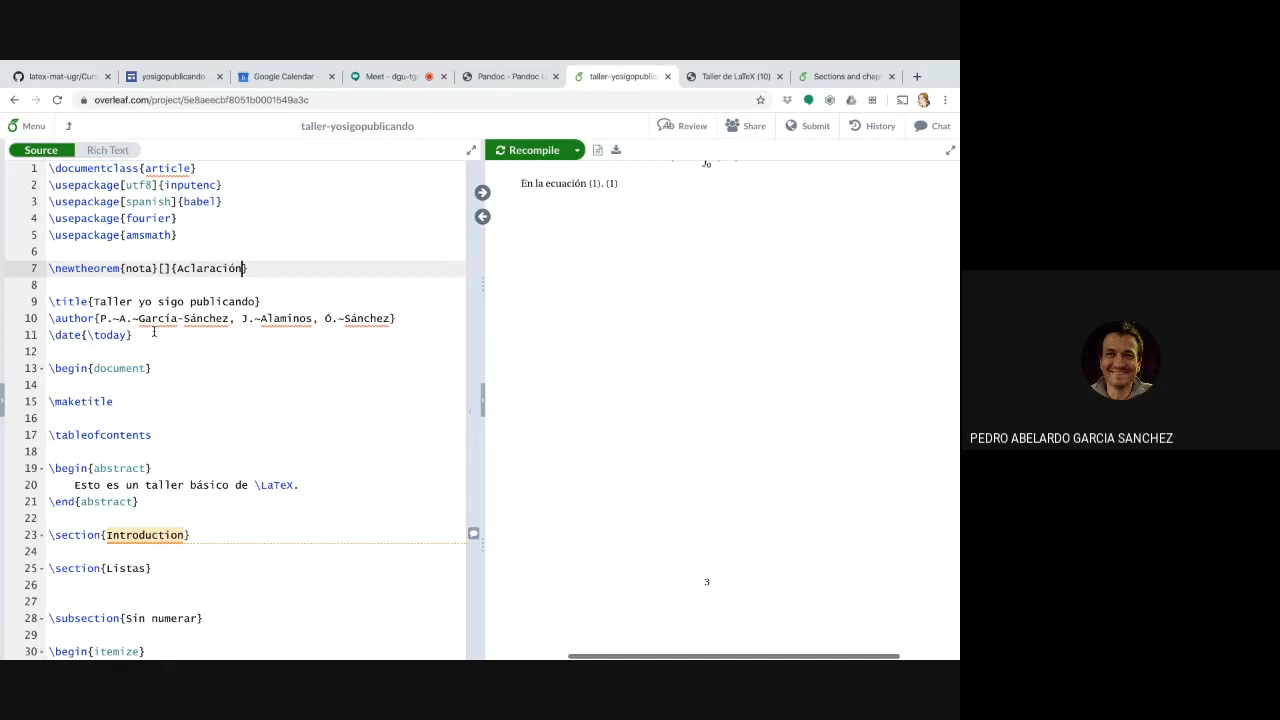 latex-mat-ugr/Curs
yosigopublicando
Google Calendar -
Meet - dgu-tg
Pandoc - Pandoc U
taller-yosigopublic
Taller de LaTeX (10)
Sections and chap
overleaf.com/project/5e8aeecbf8051b0001549a3c
Menu
taller-yosigopublicando
Review
Share
Submit
History
Chat
Source
Rich Text
Recompile
1 \documentclass{article}
2 \usepackage[utf8]{inputenc}
3 \usepackage[spanish]{babel}
4 \usepackage{fourier}
5 \usepackage{amsmath}
6
7 \newtheorem{nota}[]{Aclaración}
8
9 \title{Taller yo sigo publicando}
10 \author{P.~A.~García-Sánchez, J.~Alaminos, Ó.~Sánchez}
11 \date{\today}
12
13 \begin{document}
14
15 \maketitle
16
17 \tableofcontents
18
19 \begin{abstract}
20 Esto es un taller básico de \LaTeX.
21 \end{abstract}
22
23 \section{Introduction}
24
25 \section{Listas}
26
27
28 \subsection{Sin numerar}
29
30 \begin{itemize}
J0
En la ecuación (1). (1)
3
PEDRO ABELARDO GARCIA SANCHEZ